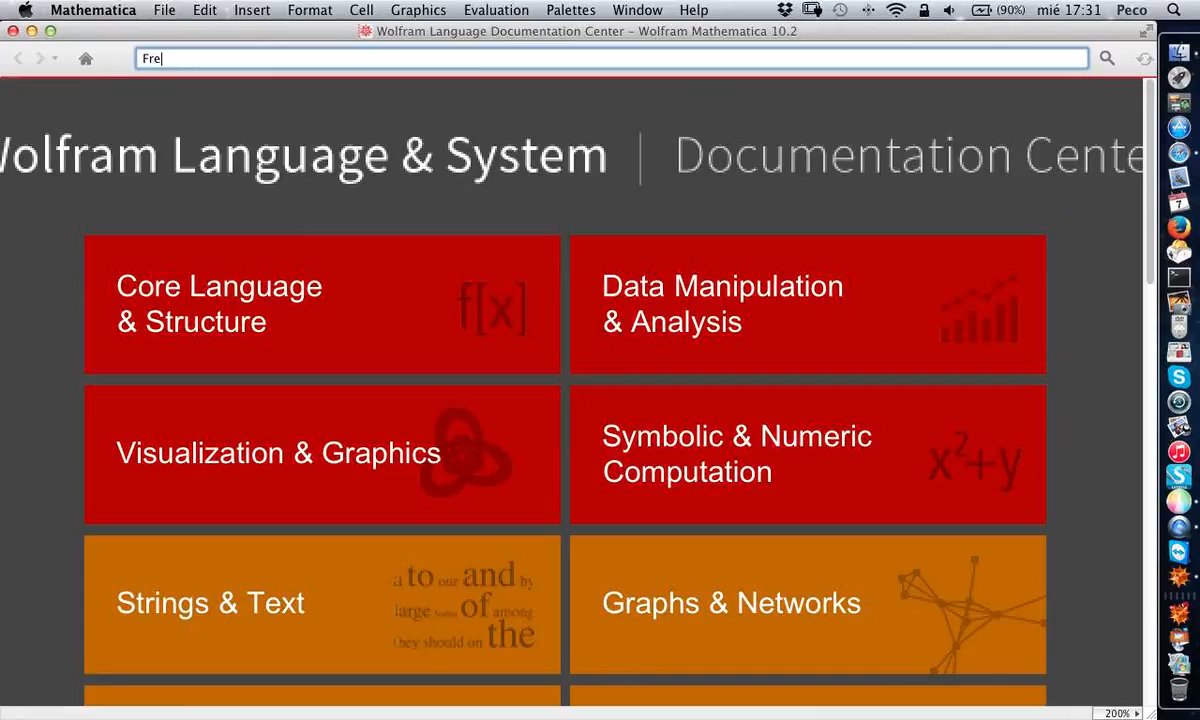 Mathematica File Edit Insert Format Cell Graphics Evaluation Palettes Window Help (90%) mié 17:31 Peco
Wolfram Language Documentation Center – Wolfram Mathematica 10.2
Fre
Wolfram Language & System | Documentation Cente
Core Language
& Structure
f[x]
Data Manipulation
& Analysis
Visualization & Graphics
Symbolic & Numeric
Computation
x²+y
Strings & Text
to our and by
large of among
they should on the
Graphs & Networks
7
S
S
200%